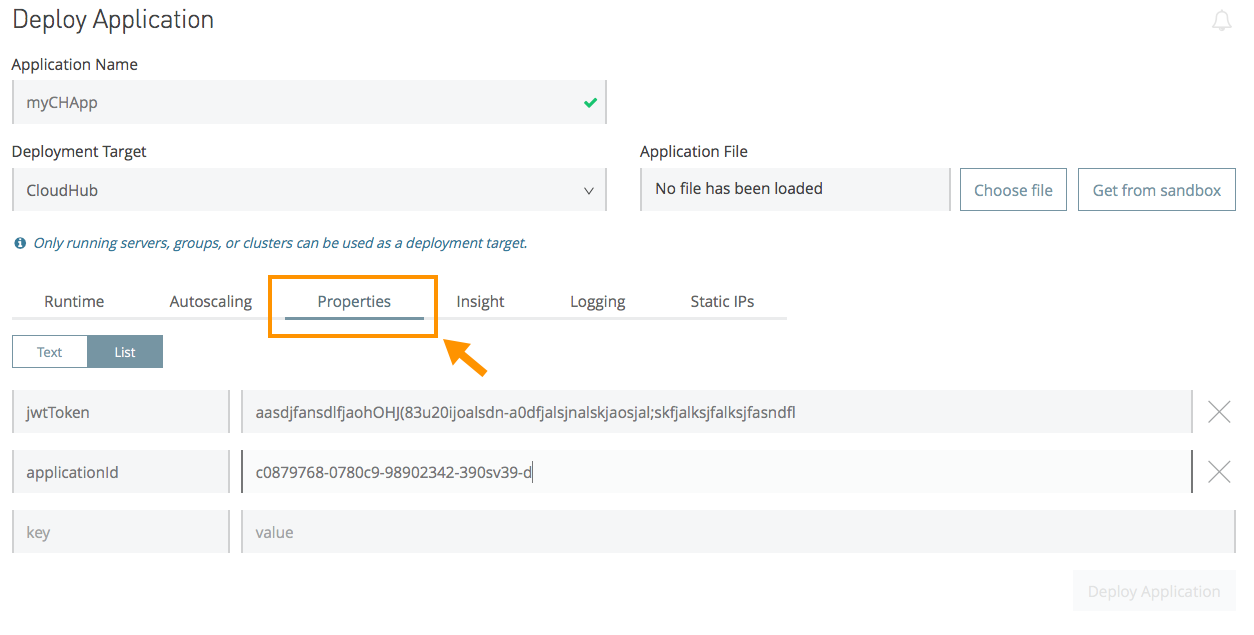 Deploy Application
Application Name
myCHApp
Deployment Target
Application File
CloudHub
No file has been loaded
Choose file
Get from sandbox
Only running servers, groups, or clusters can be used as a deployment target.
Runtime Autoscaling Properties Insight Logging Static IPs
Text List
jwtToken aasdjfansdlfjaohOHJ(83u20ijoalsdn-a0dfjalsjnalskjaosjal;skfjalksjfalksjfasndfl
applicationId c0879768-0780c9-98902342-390sv39-d
key value
Deploy Application